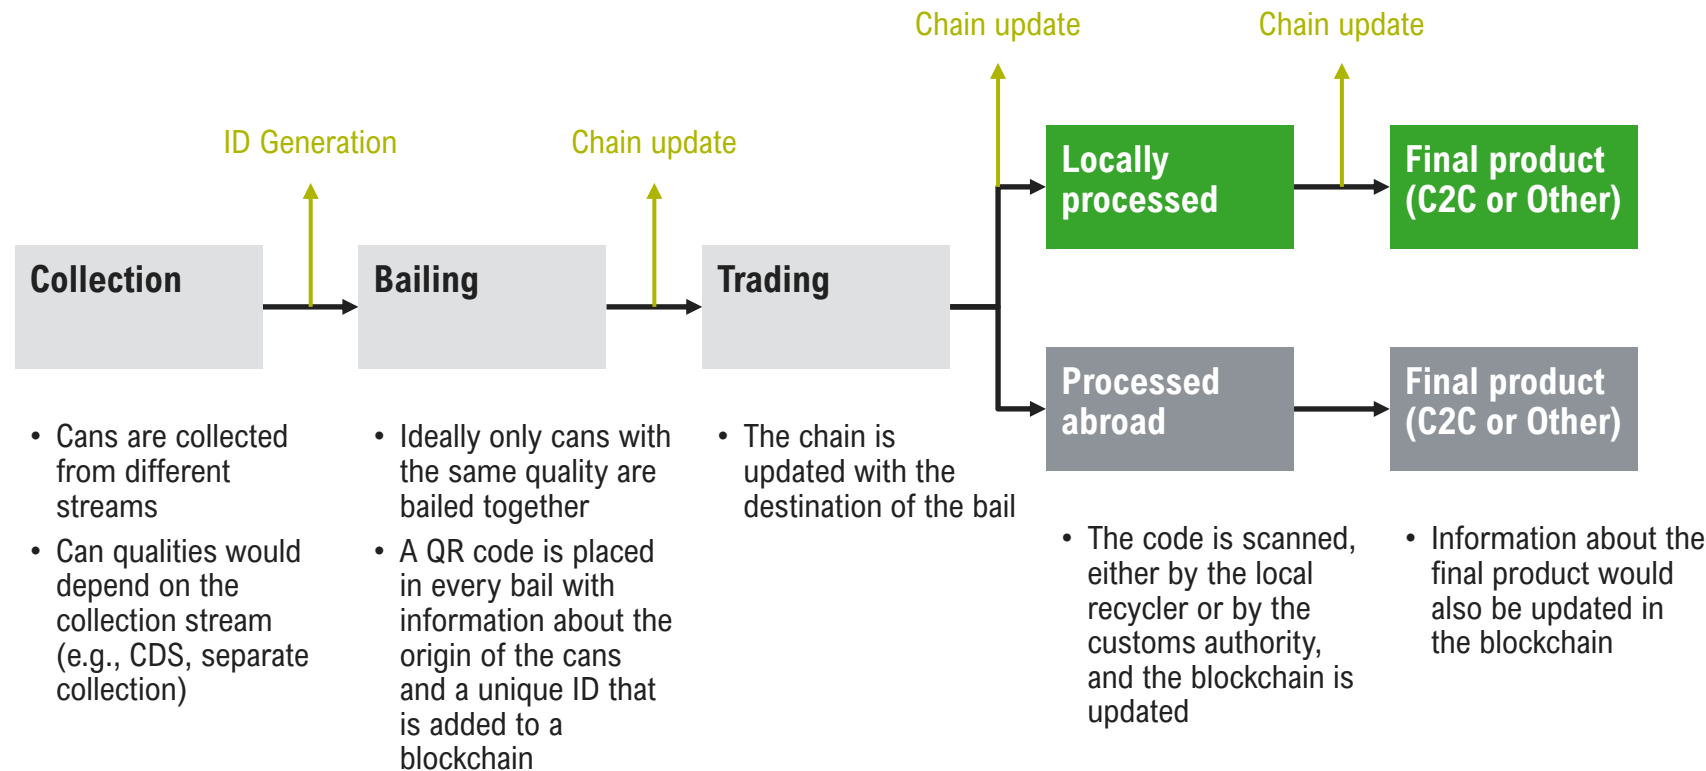 Chain update
Chain update
ID Generation
Chain update
Locally
processed
Final product
(C2C or Other)
Collection
Bailing
Trading
Processed
abroad
Final product
(C2C or Other)
• Cans are collected
from different
streams
• Can qualities would
depend on the
collection stream
(e.g., CDS, separate
collection)
• Ideally only cans with
the same quality are
bailed together
• A QR code is placed
in every bail with
information about the
origin of the cans
and a unique ID that
is added to a
blockchain
• The chain is
updated with the
destination of the bail
• The code is scanned,
either by the local
recycler or by the
customs authority,
and the blockchain is
updated
• Information about the
final product would
also be updated in
the blockchain